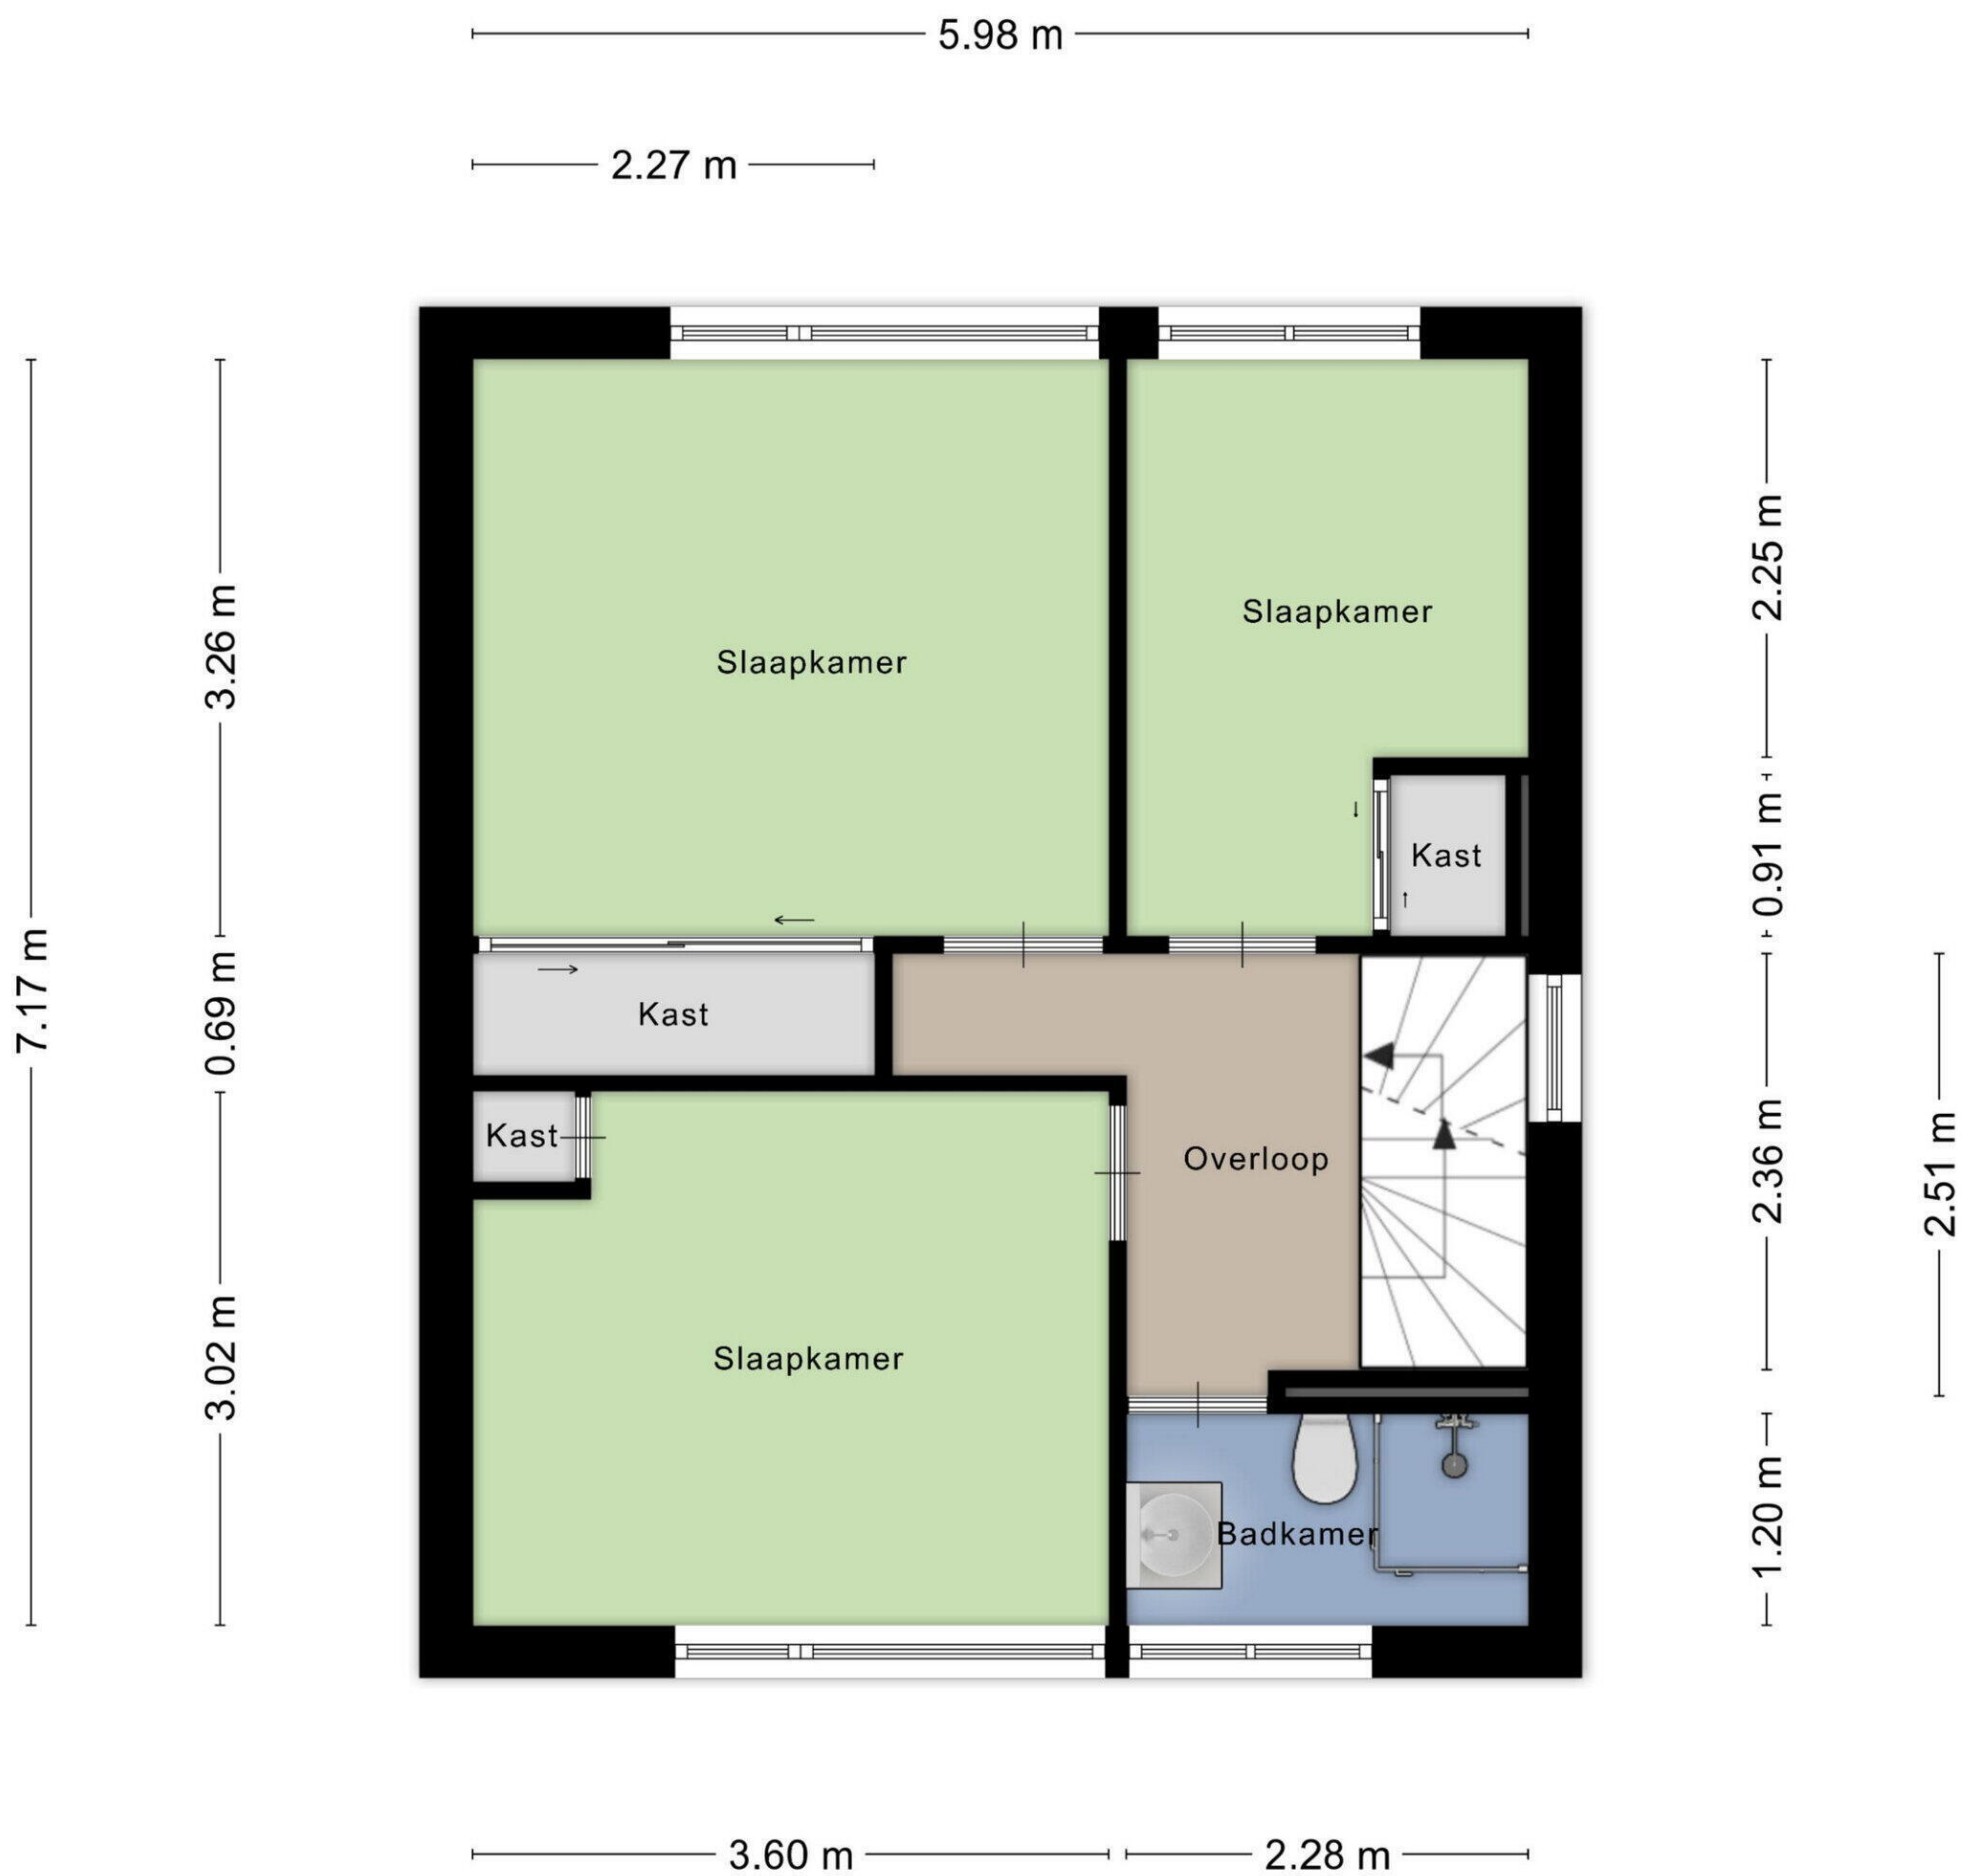 5.98 m
2.27 m
7.17 m
3.26 m
0.69 m
3.02 m
Slaapkamer
Slaapkamer
Kast
Kast
Kast
Overloop
Slaapkamer
Badkamer
2.25 m
0.91 m
2.36 m
1.20 m
2.51 m
3.60 m
2.28 m